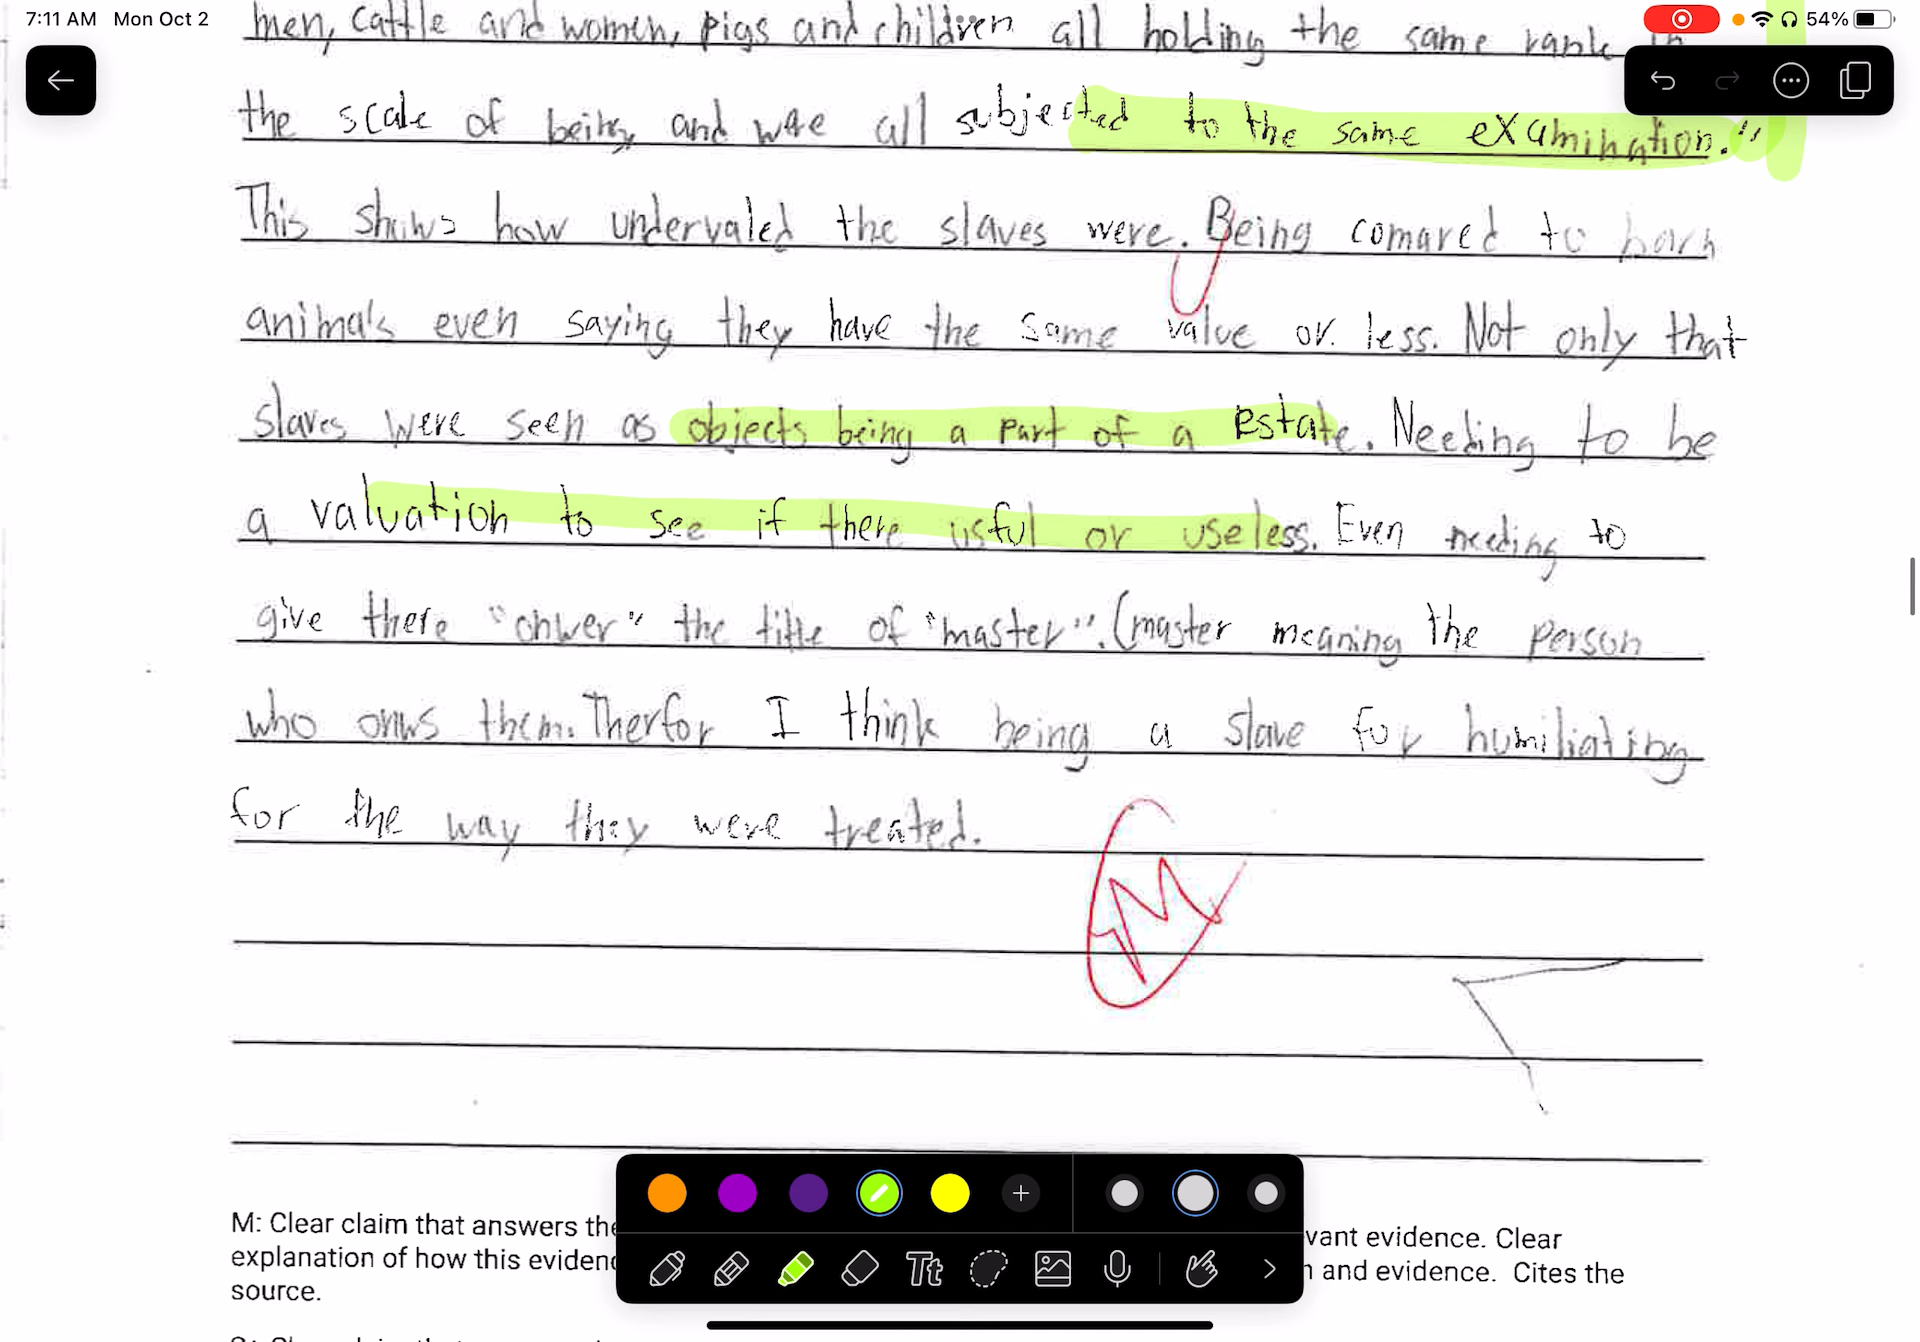 7:11 AM Mon Oct 2
54%
men, cattle and women, pigs and children all holding the same rank in
the scale of being, and were all subjected to the same examination."
This shows how undervaled the slaves were. Being comared to barn
animals even saying they have the same value or less. Not only that
slaves were seen as objects being a part of a estate. Needing to be
a valuation to see if there usful or useless. Even needing to
give there "onwer" the title of "master". (master meaning the person
who onws them. Therfor I think being a slave for humiliating
for the way they were treated.
M
Tt
M: Clear claim that answers the
vant evidence. Clear
explanation of how this evidenc
and evidence. Cites the
source.